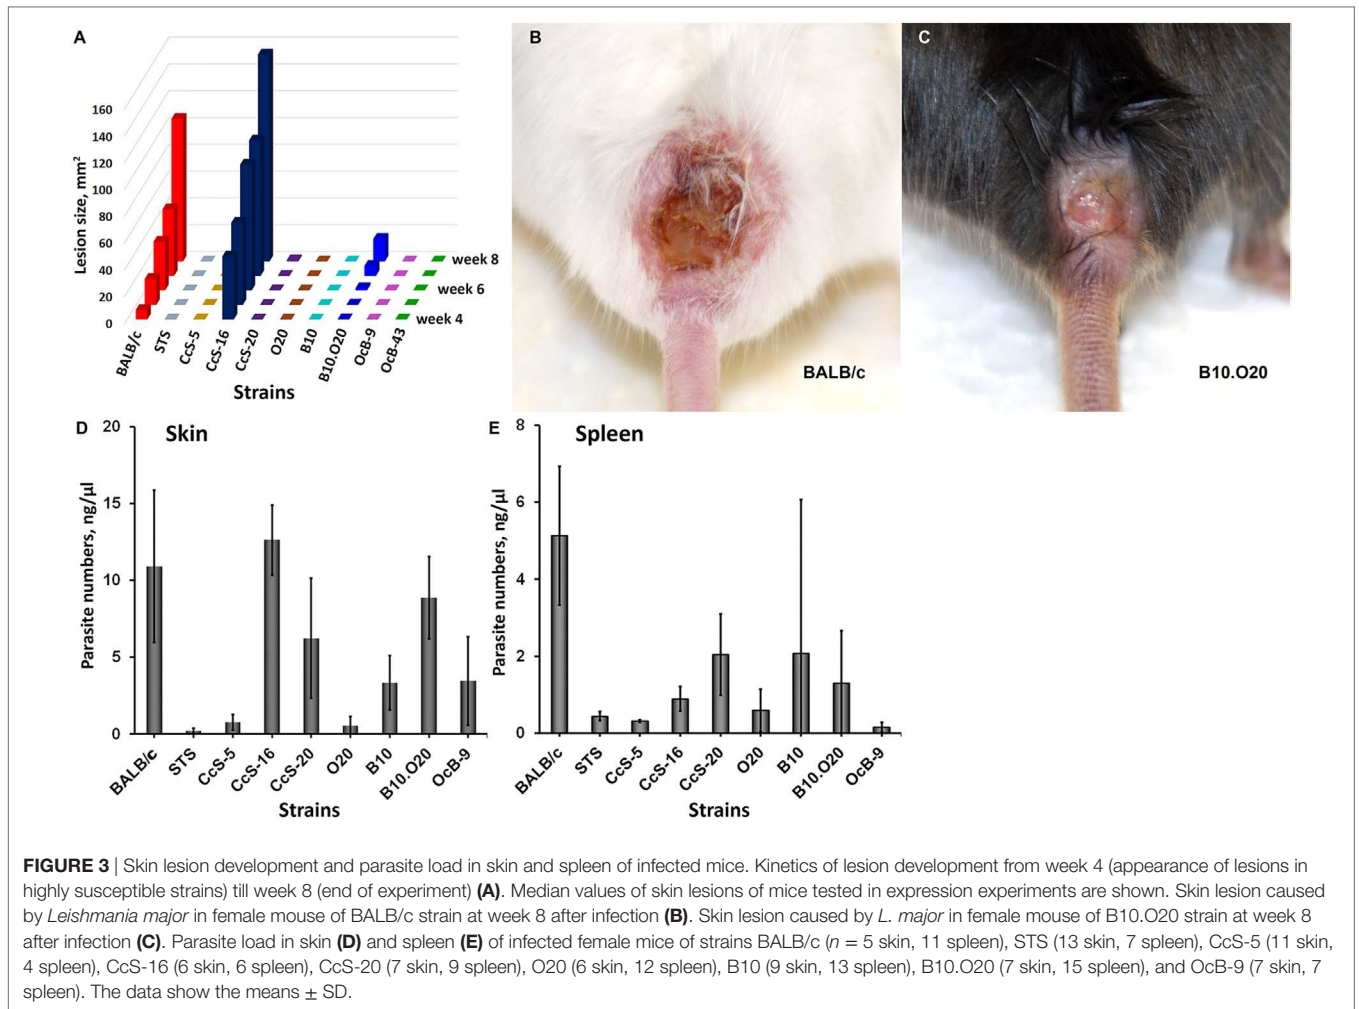 A
Lesion size, mm²
160
140
120
100
80
60
40
20
0
week 8
week 6
week 4
BALB/c
STS
CcS-5
CcS-16
CcS-20
O20
B10
B10.O20
OcB-9
OcB-43
Strains
B
BALB/c
C
B10.O20
D
Skin
Parasite numbers, ng/µl
20
15
10
5
0
BALB/c
STS
CcS-5
CcS-16
CcS-20
O20
B10
B10.O20
OcB-9
Strains
E
Spleen
Parasite numbers, ng/µl
8
6
4
2
0
BALB/c
STS
CcS-5
CcS-16
CcS-20
O20
B10
B10.O20
OcB-9
Strains
FIGURE 3 | Skin lesion development and parasite load in skin and spleen of infected mice. Kinetics of lesion development from week 4 (appearance of lesions in
highly susceptible strains) till week 8 (end of experiment) (A). Median values of skin lesions of mice tested in expression experiments are shown. Skin lesion caused
by Leishmania major in female mouse of BALB/c strain at week 8 after infection (B). Skin lesion caused by L. major in female mouse of B10.O20 strain at week 8
after infection (C). Parasite load in skin (D) and spleen (E) of infected female mice of strains BALB/c (n = 5 skin, 11 spleen), STS (13 skin, 7 spleen), CcS-5 (11 skin,
4 spleen), CcS-16 (6 skin, 6 spleen), CcS-20 (7 skin, 9 spleen), O20 (6 skin, 12 spleen), B10 (9 skin, 13 spleen), B10.O20 (7 skin, 15 spleen), and OcB-9 (7 skin, 7
spleen). The data show the means ± SD.